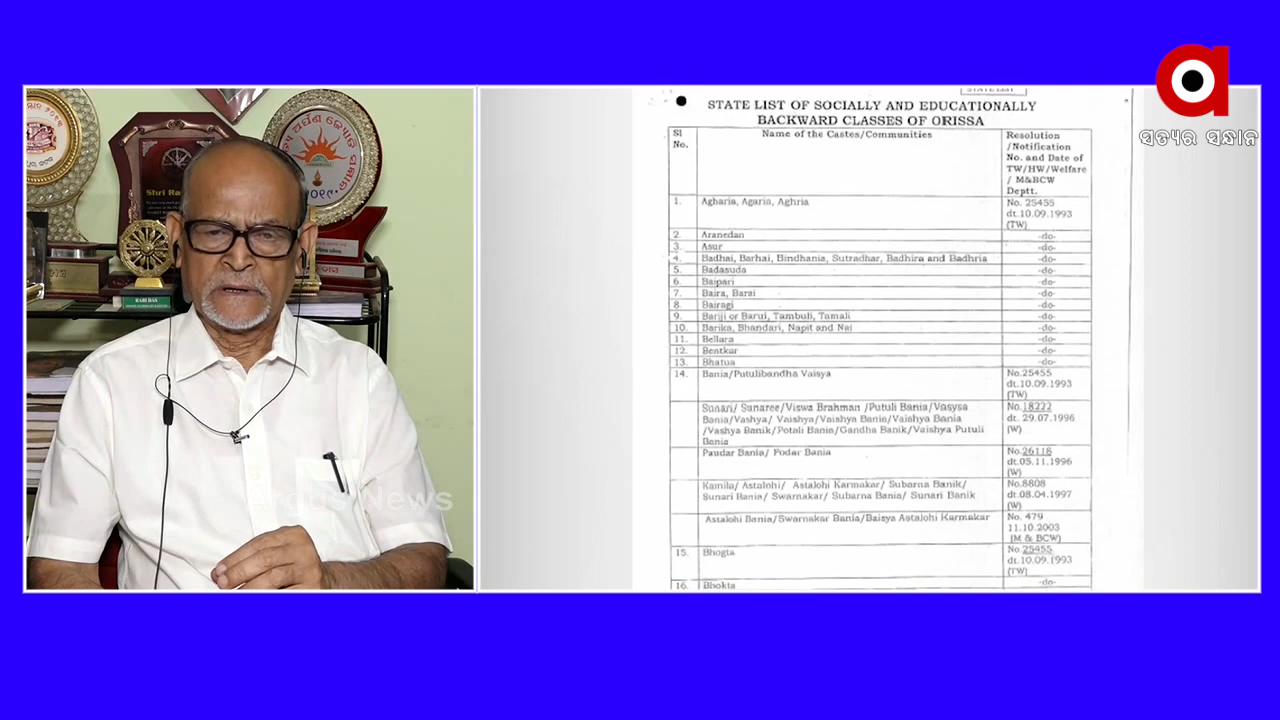 STATE LIST
STATE LIST OF SOCIALLY AND EDUCATIONALLY
BACKWARD CLASSES OF ORISSA
Sl No. Name of the Castes/Communities Resolution /Notification No. and Date of TW/HW/Welfare / M&BCW Deptt.
1. Agharia, Agaria, Aghria No. 25455 dt.10.09.1993 (TW)
2. Aranedan -do-
3. Asur -do-
4. Badhai, Barhai, Bindhania, Sutradhar, Badhira and Badhria -do-
5. Badasuda -do-
6. Baipari -do-
7. Baira, Barai -do-
8. Bairagi -do-
9. Bariji or Barui, Tambuli, Tamali -do-
10. Barika, Bhandari, Napit and Nai -do-
11. Bellara -do-
12. Bentkar -do-
13. Bhatua -do-
14. Bania/Putulibandha Vaisya No.25455 dt.10.09.1993 (TW)
Sunari/ Sunaree/Viswa Brahman /Putuli Bania/Vasysa No.18222
Bania/Vashya/ Vaishya/Vaishya Bania/Vaishya Bania dt. 29.07.1996
/Vashya Banik/Potali Bania/Gandha Banik/Vaishya Putuli (W)
Bania
Paudar Bania/ Podar Bania No.26118 dt.05.11.1996 (W)
Kamila/ Astalohi/ Astalohi Karmakar/ Subarna Banik/ No.8808
Sunari Bania/ Swarnakar/ Subarna Bania/ Sunari Banik dt.08.04.1997 (W)
Astalohi Bania/Swarnakar Bania/Baisya Astalohi Karmakar No. 479 11.10.2003 (M & BCW)
15. Bhogta No.25455 dt.10.09.1993 (TW)
16. Bhokta -do-
ସତ୍ୟର ସନ୍ଧାନ
Argus News
Shri Ra